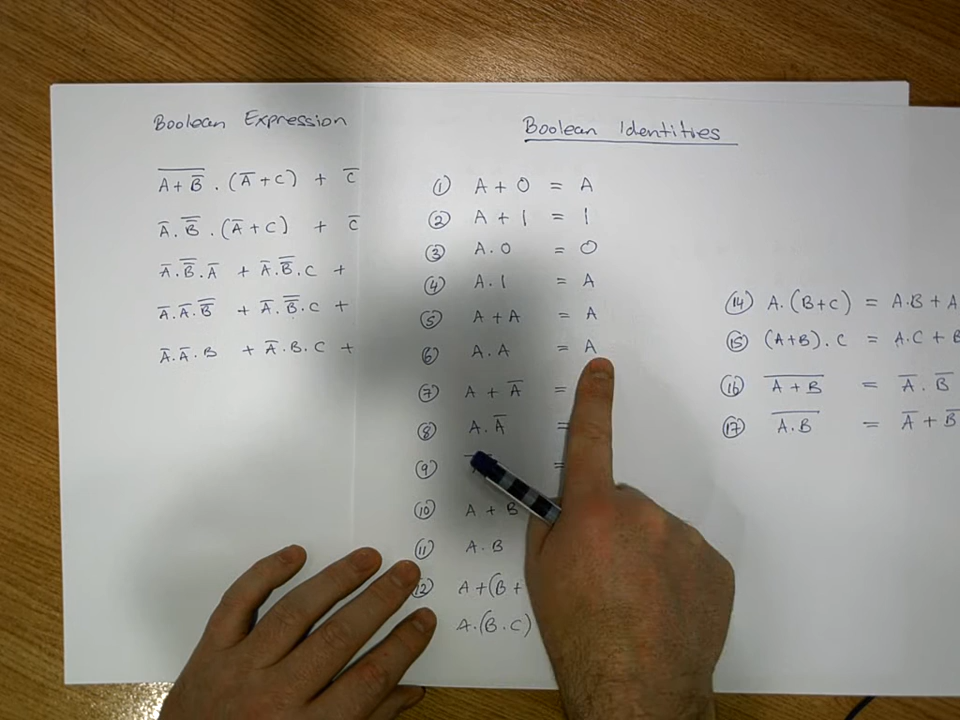 Boolean Expression
A̅ ̅+̅ ̅B̅̅ . (A̅ + C) + C̅
A̅ . B̅̅ . (A̅ + C) + C̅
A̅ . B̅̅ . A̅ + A̅ . B̅̅ . C +
A̅ . A̅ . B̅̅ + A̅ . B̅̅ . C +
A̅ . A̅ . B + A̅ . B . C +
Boolean Identities
① A + 0 = A
② A + 1 = 1
③ A . 0 = 0
④ A . 1 = A
⑤ A + A = A
⑥ A . A = A
⑦ A + A̅ =
⑧ A . A̅ =
⑨ =
⑩ A + B
⑪ A . B
⑫ A + (B +
A . (B . C)
⑭ A . (B + C) = A . B + A
⑮ (A + B) . C = A . C + B
⑯ A̅ ̅+̅ ̅B̅ = A̅ . B̅
⑰ A̅ ̅.̅ ̅B̅ = A̅ + B̅